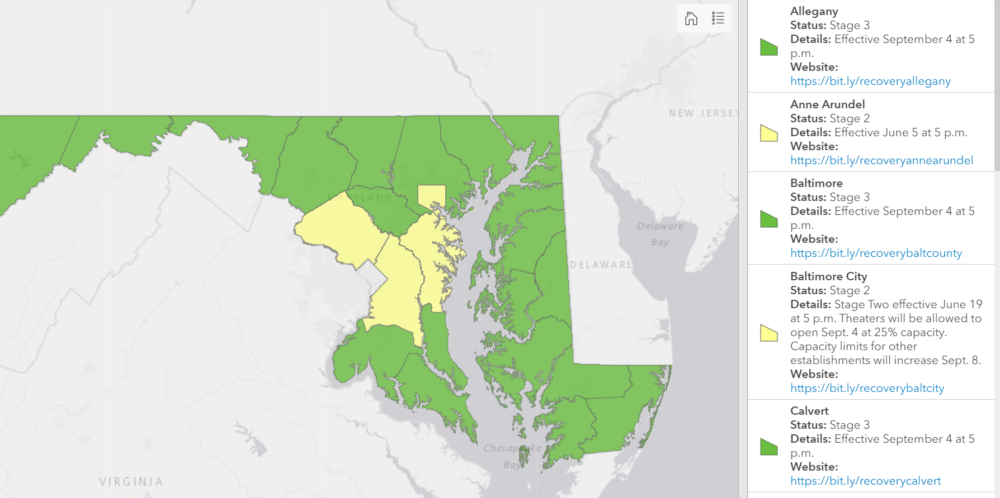 NEW JERSEY
MARYLAND
Delaware
Bay
DELAWARE
Chesapeake
Bay
VIRGINIA
Allegany
Status: Stage 3
Details: Effective September 4 at 5
p.m.
Website:
https://bit.ly/recoveryallegany
Anne Arundel
Status: Stage 2
Details: Effective June 5 at 5 p.m.
Website:
https://bit.ly/recoveryannearundel
Baltimore
Status: Stage 3
Details: Effective September 4 at 5
p.m.
Website:
https://bit.ly/recoverybaltcounty
Baltimore City
Status: Stage 2
Details: Stage Two effective June 19
at 5 p.m. Theaters will be allowed to
open Sept. 4 at 25% capacity.
Capacity limits for other
establishments will increase Sept. 8.
Website:
https://bit.ly/recoverybaltcity
Calvert
Status: Stage 3
Details: Effective September 4 at 5
p.m.
Website:
https://bit.ly/recoverycalvert